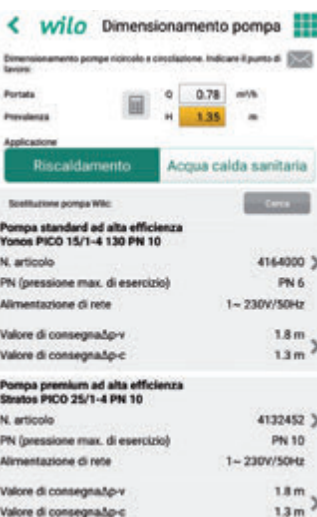 wilo Dimensionamento pompa
Dimensionamento pompe ricircolo e circolazione. Indicare il punto di
lavoro:
Portata Q 0.78 m³/h
Prevalenza H 1.35 m
Applicazione
Riscaldamento Acqua calda sanitaria
Sostituzione pompa Wilo: Cerca
Pompa standard ad alta efficienza
Yonos PICO 15/1-4 130 PN 10
N. articolo 4164000
PN (pressione max. di esercizio) PN 6
Alimentazione di rete 1~ 230V/50Hz
Valore di consegnaΔp-v 1.8 m
Valore di consegnaΔp-c 1.3 m
Pompa premium ad alta efficienza
Stratos PICO 25/1-4 PN 10
N. articolo 4132452
PN (pressione max. di esercizio) PN 10
Alimentazione di rete 1~ 230V/50Hz
Valore di consegnaΔp-v 1.8 m
Valore di consegnaΔp-c 1.3 m